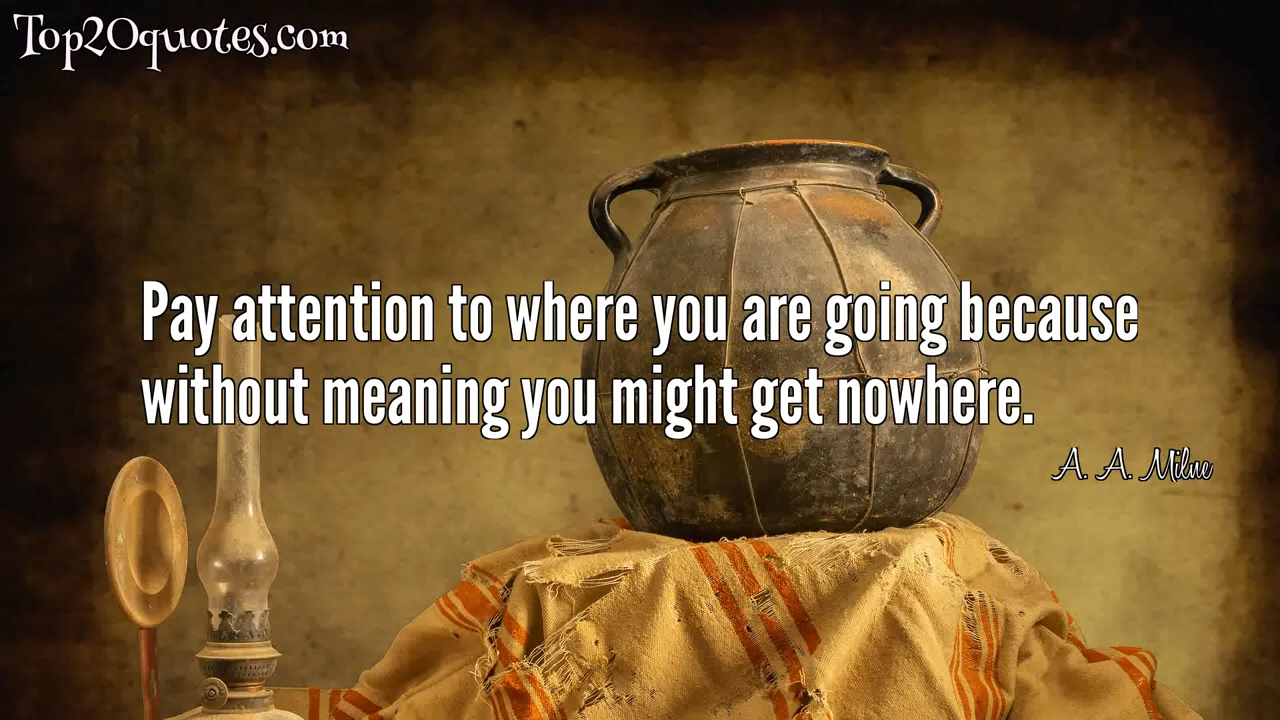 Top20quotes.com
Pay attention to where you are going because
without meaning you might get nowhere.
A. A. Milne